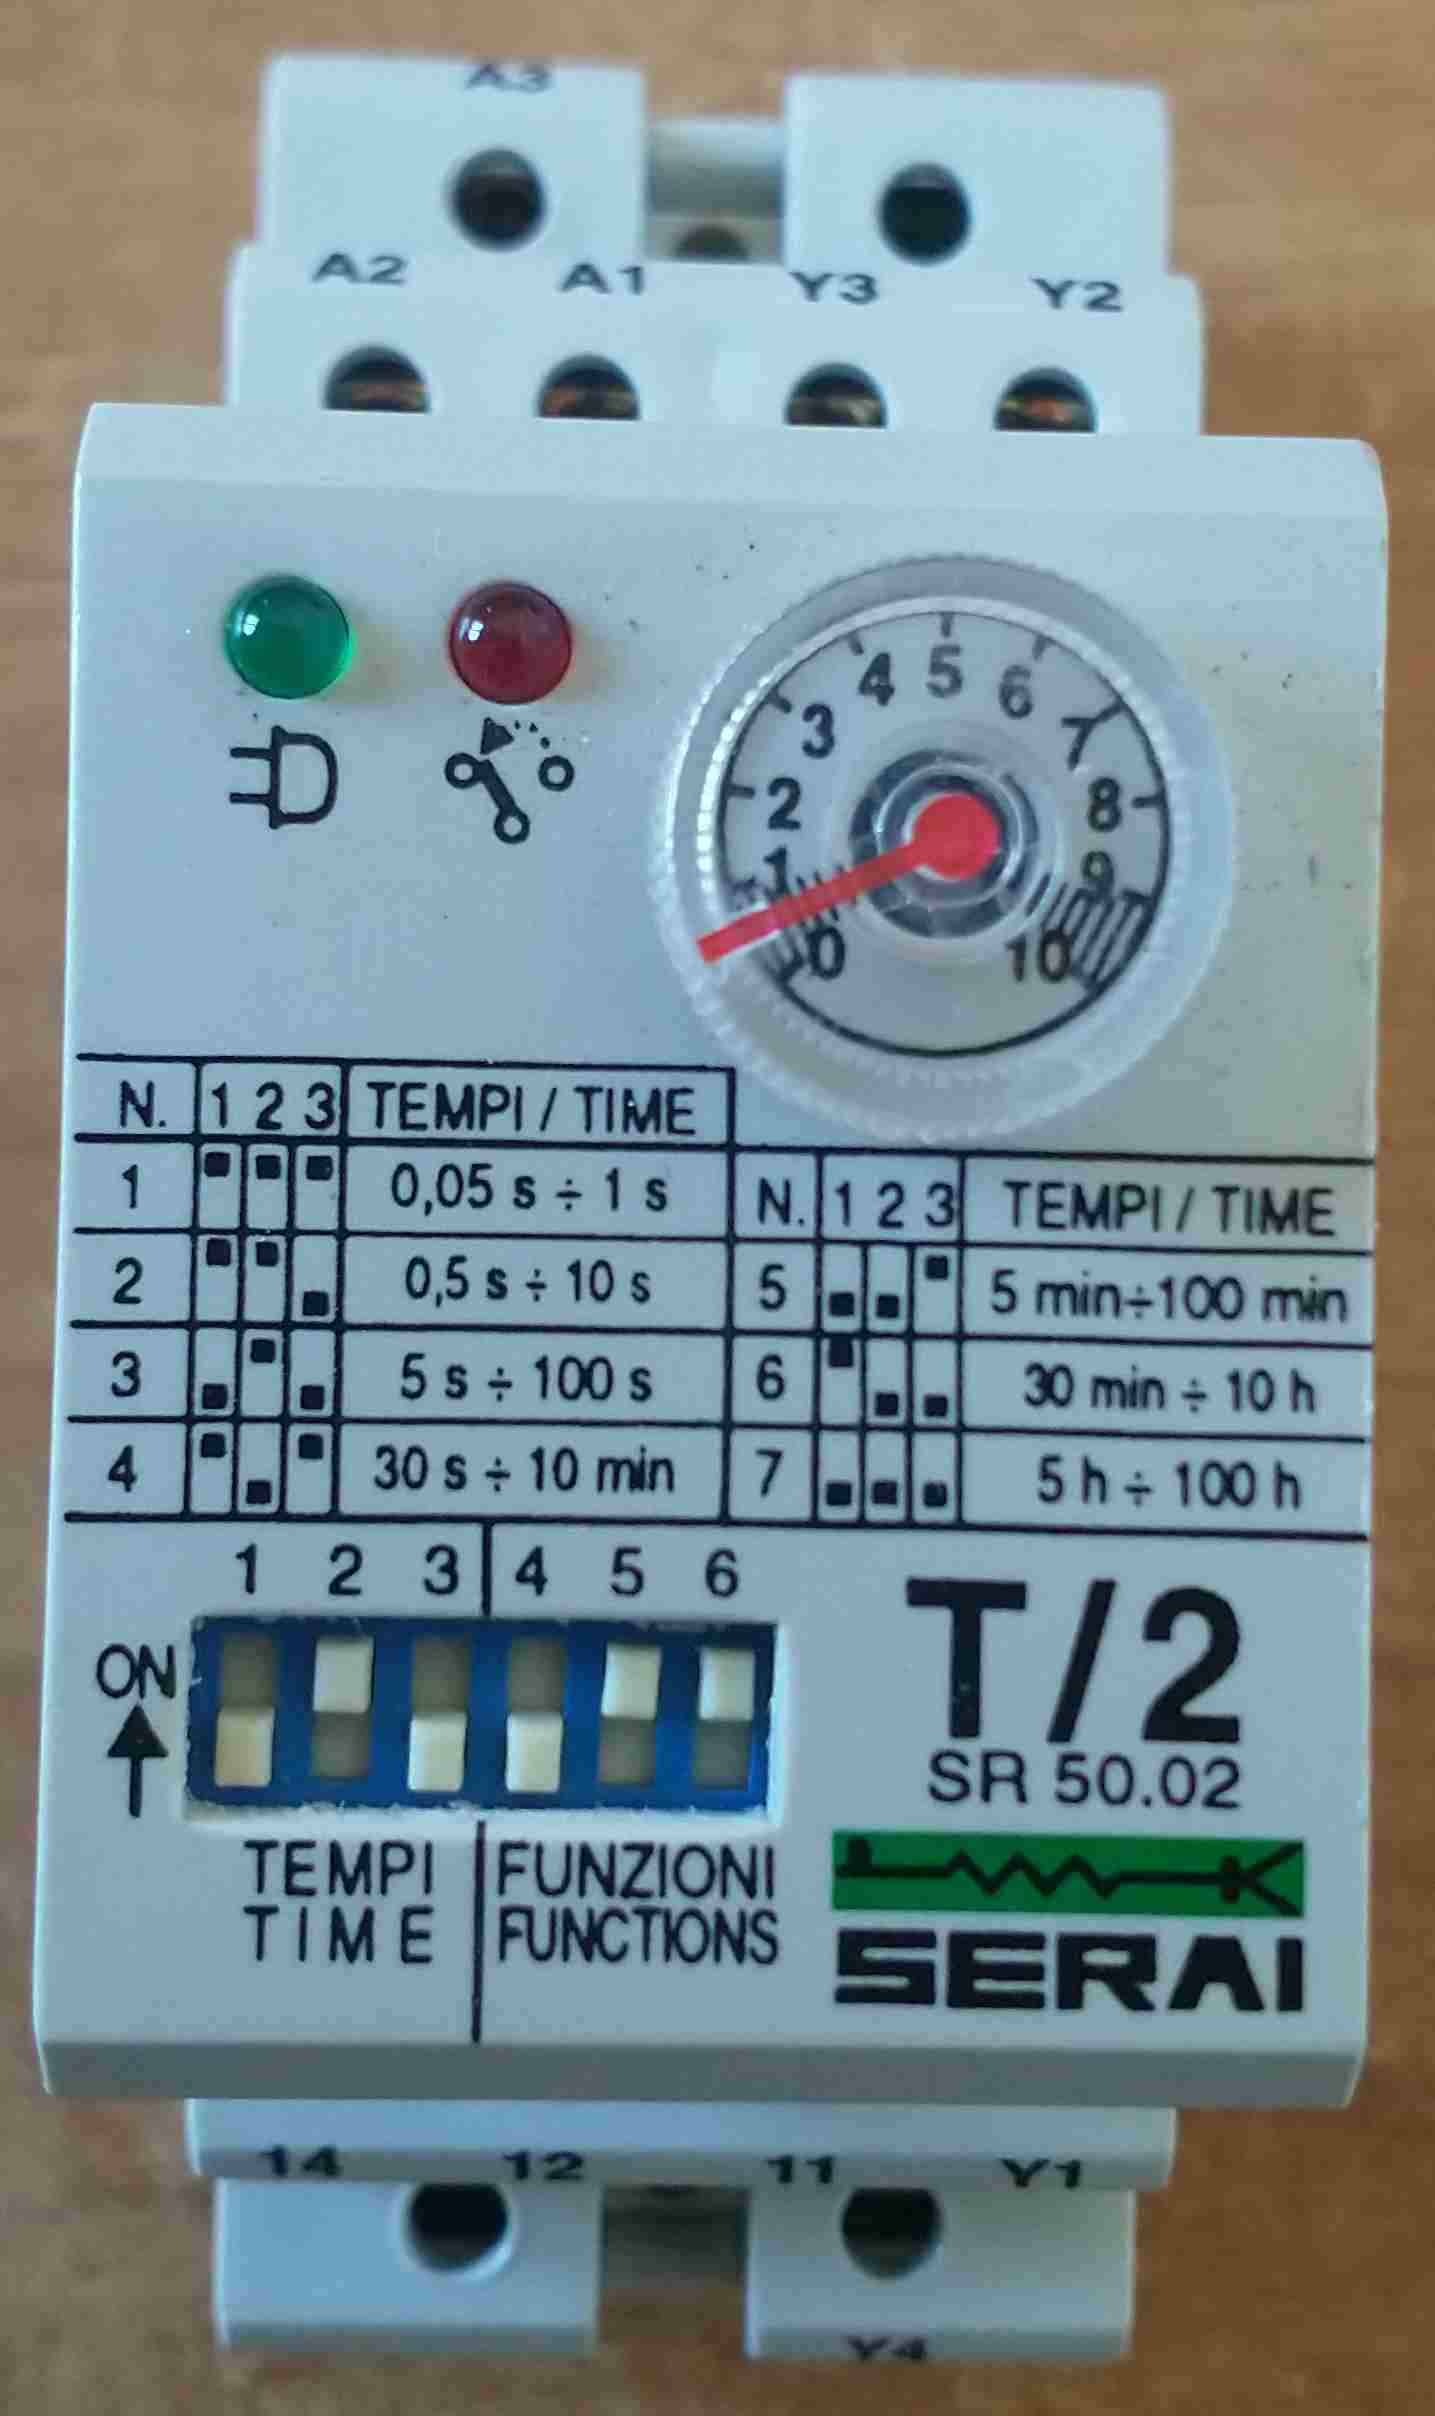 A3
A2 A1 Y3 Y2
0 1 2 3 4 5 6 7 8 9 10
N. 1 2 3 TEMPI / TIME
1 0,05 s ÷ 1 s
2 0,5 s ÷ 10 s
3 5 s ÷ 100 s
4 30 s ÷ 10 min
N. 1 2 3 TEMPI / TIME
5 5 min÷100 min
6 30 min ÷ 10 h
7 5 h ÷ 100 h
1 2 3 4 5 6
ON
TEMPI
TIME
FUNZIONI
FUNCTIONS
T/2
SR 50.02
SERAI
14 12 11 Y1
Y4